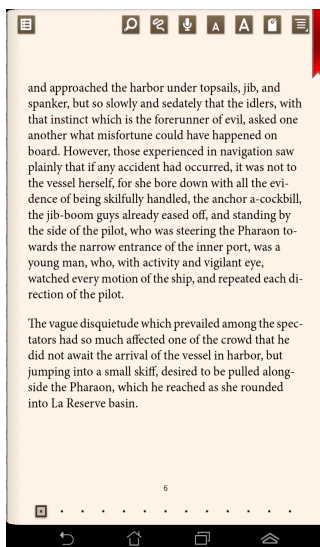 A A
and approached the harbor under topsails, jib, and
spanker, but so slowly and sedately that the idlers, with
that instinct which is the forerunner of evil, asked one
another what misfortune could have happened on
board. However, those experienced in navigation saw
plainly that if any accident had occurred, it was not to
the vessel herself, for she bore down with all the evi-
dence of being skilfully handled, the anchor a-cockbill,
the jib-boom guys already eased off, and standing by
the side of the pilot, who was steering the Pharaon to-
wards the narrow entrance of the inner port, was a
young man, who, with activity and vigilant eye,
watched every motion of the ship, and repeated each di-
rection of the pilot.
The vague disquietude which prevailed among the spec-
tators had so much affected one of the crowd that he
did not await the arrival of the vessel in harbor, but
jumping into a small skiff, desired to be pulled along-
side the Pharaon, which he reached as she rounded
into La Reserve basin.
6